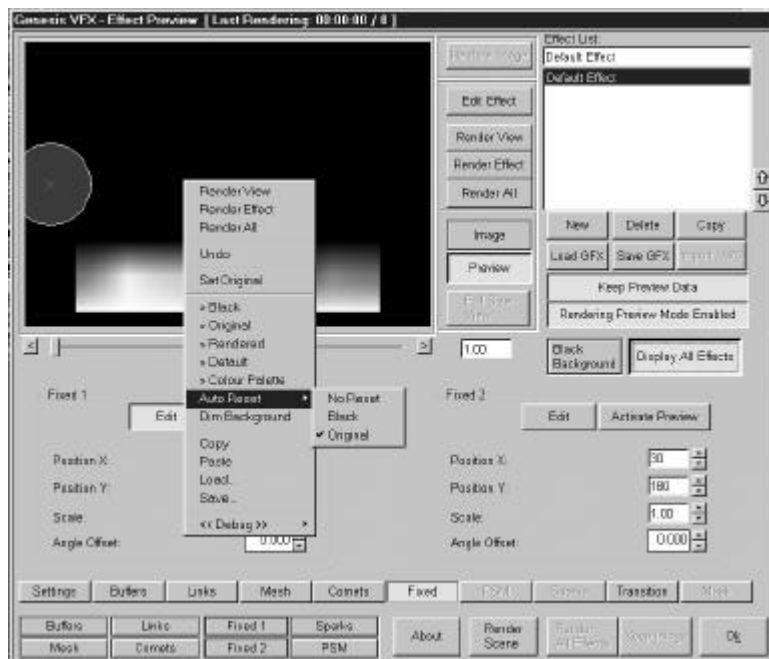 Genesis VFX - Effect Preview [ Last Rendering: 00:00:00 / 0 ]
Effect List:
Default Effect
Default Effect
Edit Effect
Render View
Render Effect
Render All
Image
Preview
New
Delete
Copy
Load GFX
Save GFX
Keep Preview Data
Rendering Preview Mode Enabled
<
>
1.00
Black Background
Display All Effects
Render View
Render Effect
Render All
Undo
Set Original
» Black
» Original
» Rendered
» Default
» Colour Palette
Auto Reset
Dim Background
Copy
Paste
Load...
Save...
<< Debug >>
No Reset
Black
Original
Fixed 1
Edit
Position X:
Position Y:
Scale:
Angle Offset:
0.000
Fixed 2
Edit
Activate Preview
Position X:
30
Position Y:
180
Scale:
1.00
Angle Offset:
0.000
Settings
Buffers
Links
Mesh
Comets
Fixed
Transition
Mask
Buffers
Links
Fixed 1
Sparks
Mesh
Comets
Fixed 2
PSM
About
Render Scene
Ok